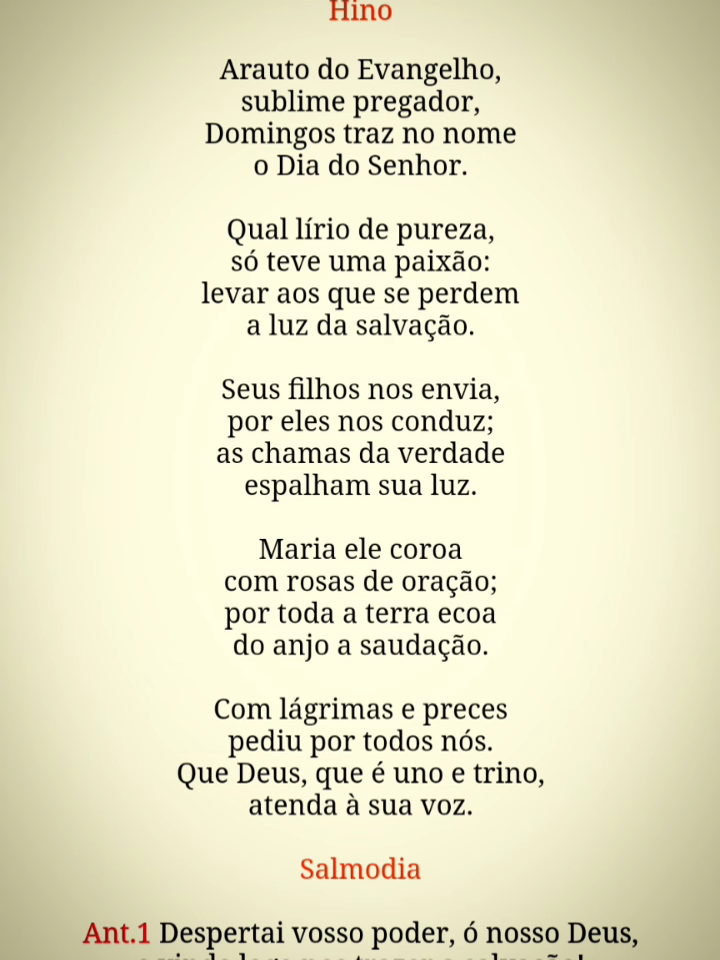 Hino
Arauto do Evangelho,
sublime pregador,
Domingos traz no nome
o Dia do Senhor.
Qual lírio de pureza,
só teve uma paixão:
levar aos que se perdem
a luz da salvação.
Seus filhos nos envia,
por eles nos conduz;
as chamas da verdade
espalham sua luz.
Maria ele coroa
com rosas de oração;
por toda a terra ecoa
do anjo a saudação.
Com lágrimas e preces
pediu por todos nós.
Que Deus, que é uno e trino,
atenda à sua voz.
Salmodia
Ant.1 Despertai vosso poder, ó nosso Deus,